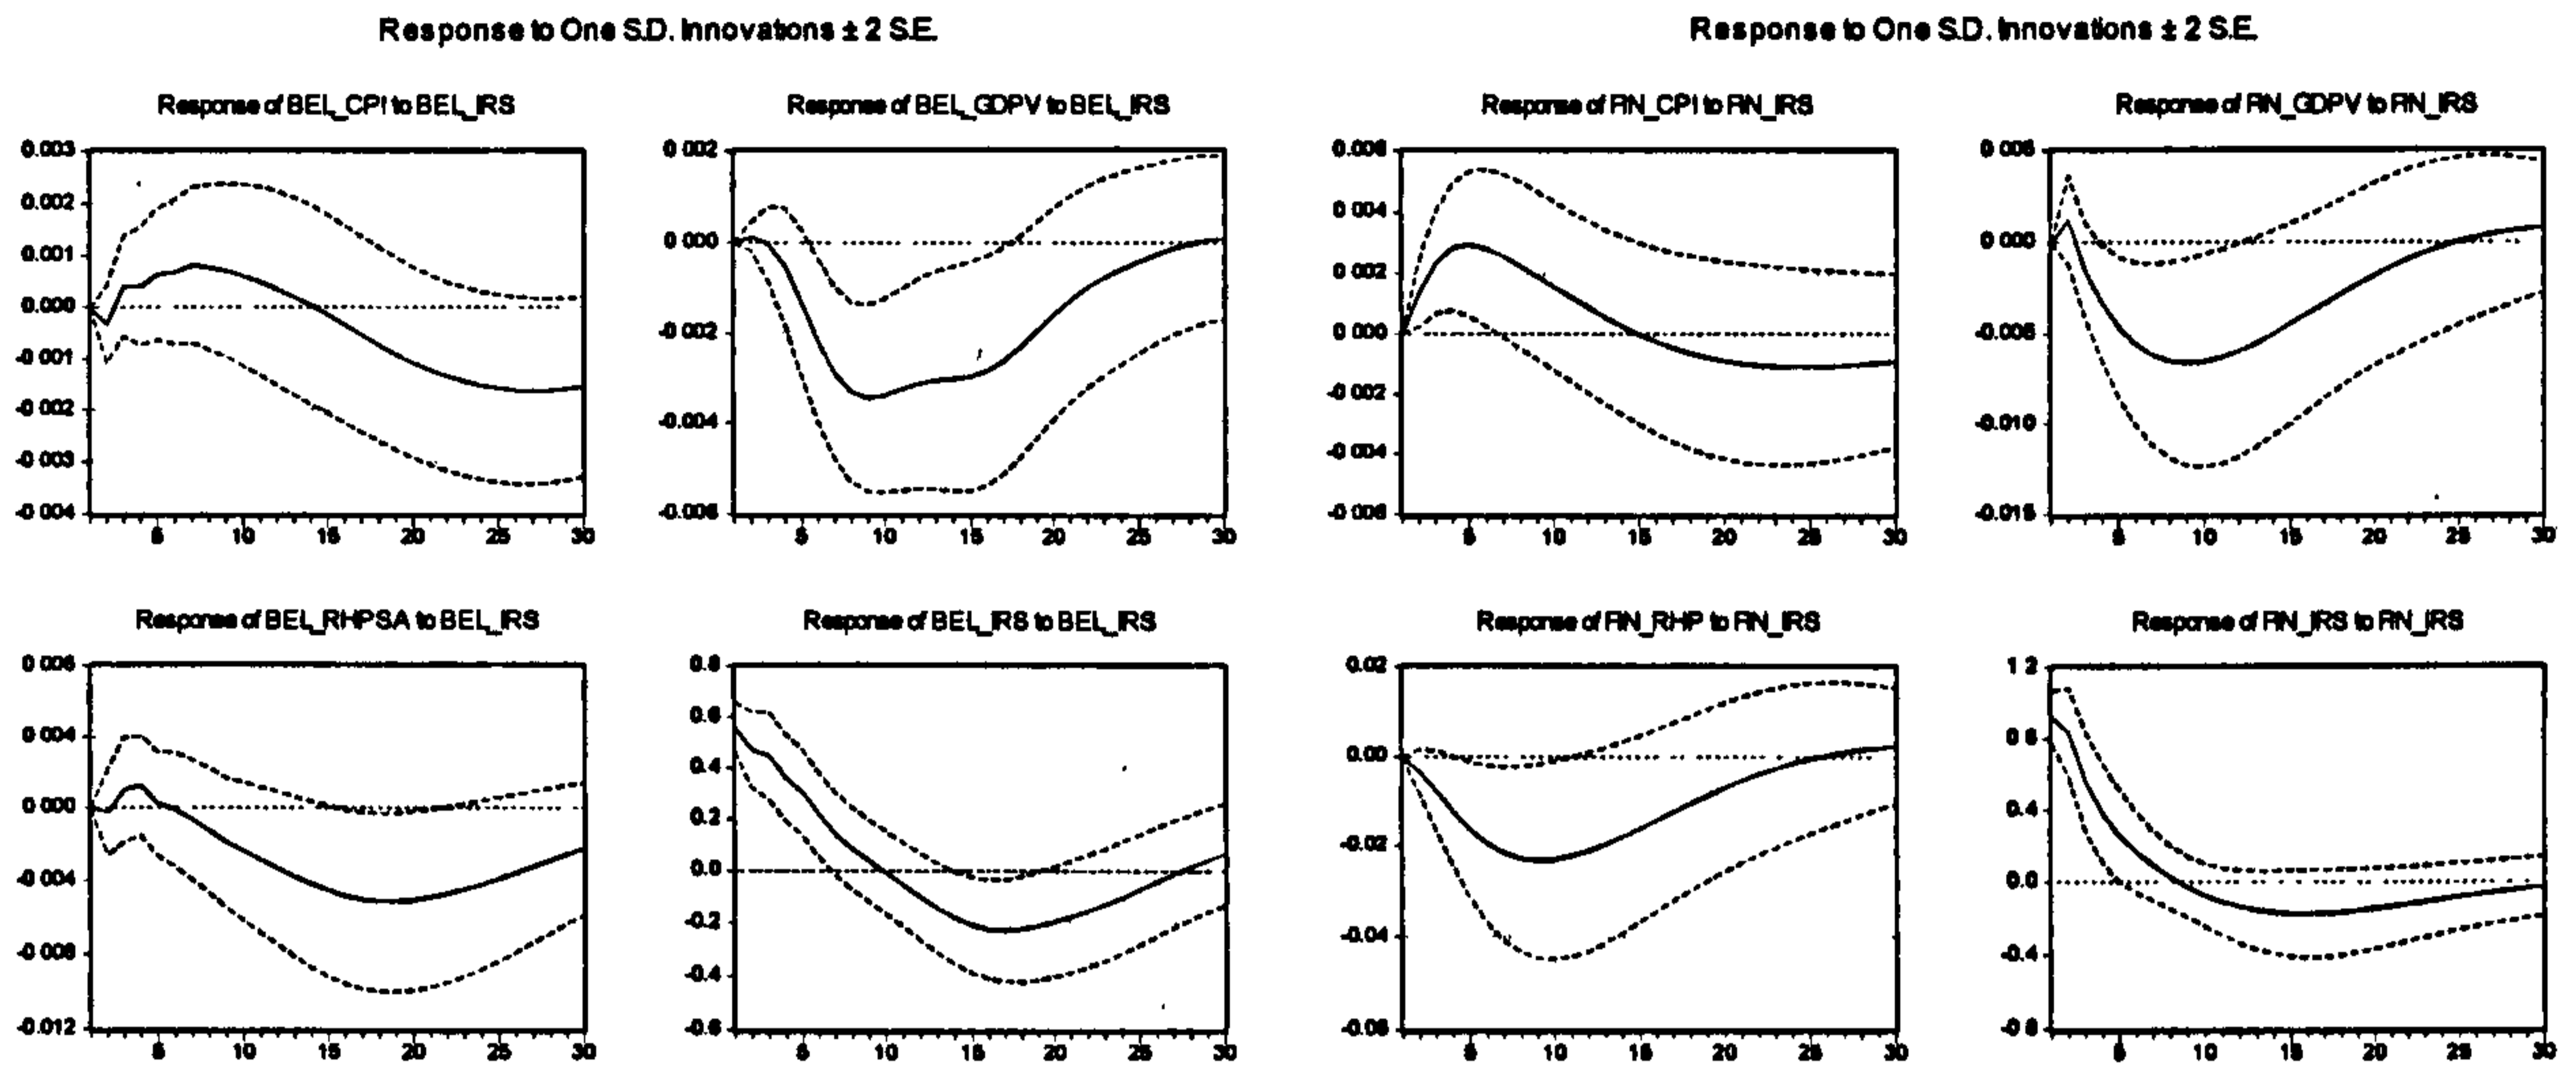 Response to One S.D. Innovations ± 2 S.E.
Response to One S.D. Innovations ± 2 S.E.
Response of BEL_CPI to BEL_IRS
Response of BEL_GDPV to BEL_IRS
Response of FIN_CPI to FIN_IRS
Response of FIN_GDPV to FIN_IRS
0.003
0.002
0.001
0.000
-0.001
-0.002
-0.003
-0.004
5 10 15 20 25 30
0.002
0.000
-0.002
-0.004
-0.006
5 10 15 20 25 30
0.006
0.004
0.002
0.000
-0.002
-0.004
-0.006
5 10 15 20 25 30
0.005
0.000
-0.005
-0.010
-0.015
5 10 15 20 25 30
Response of BEL_RHPSA to BEL_IRS
Response of BEL_IRS to BEL_IRS
Response of FIN_RHP to FIN_IRS
Response of FIN_IRS to FIN_IRS
0.004
0.000
-0.004
-0.008
-0.012
5 10 15 20 25 30
0.8
0.6
0.4
0.2
0.0
-0.2
-0.4
-0.6
5 10 15 20 25 30
0.02
0.00
-0.02
-0.04
-0.06
5 10 15 20 25 30
1.2
0.8
0.4
0.0
-0.4
-0.8
5 10 15 20 25 30